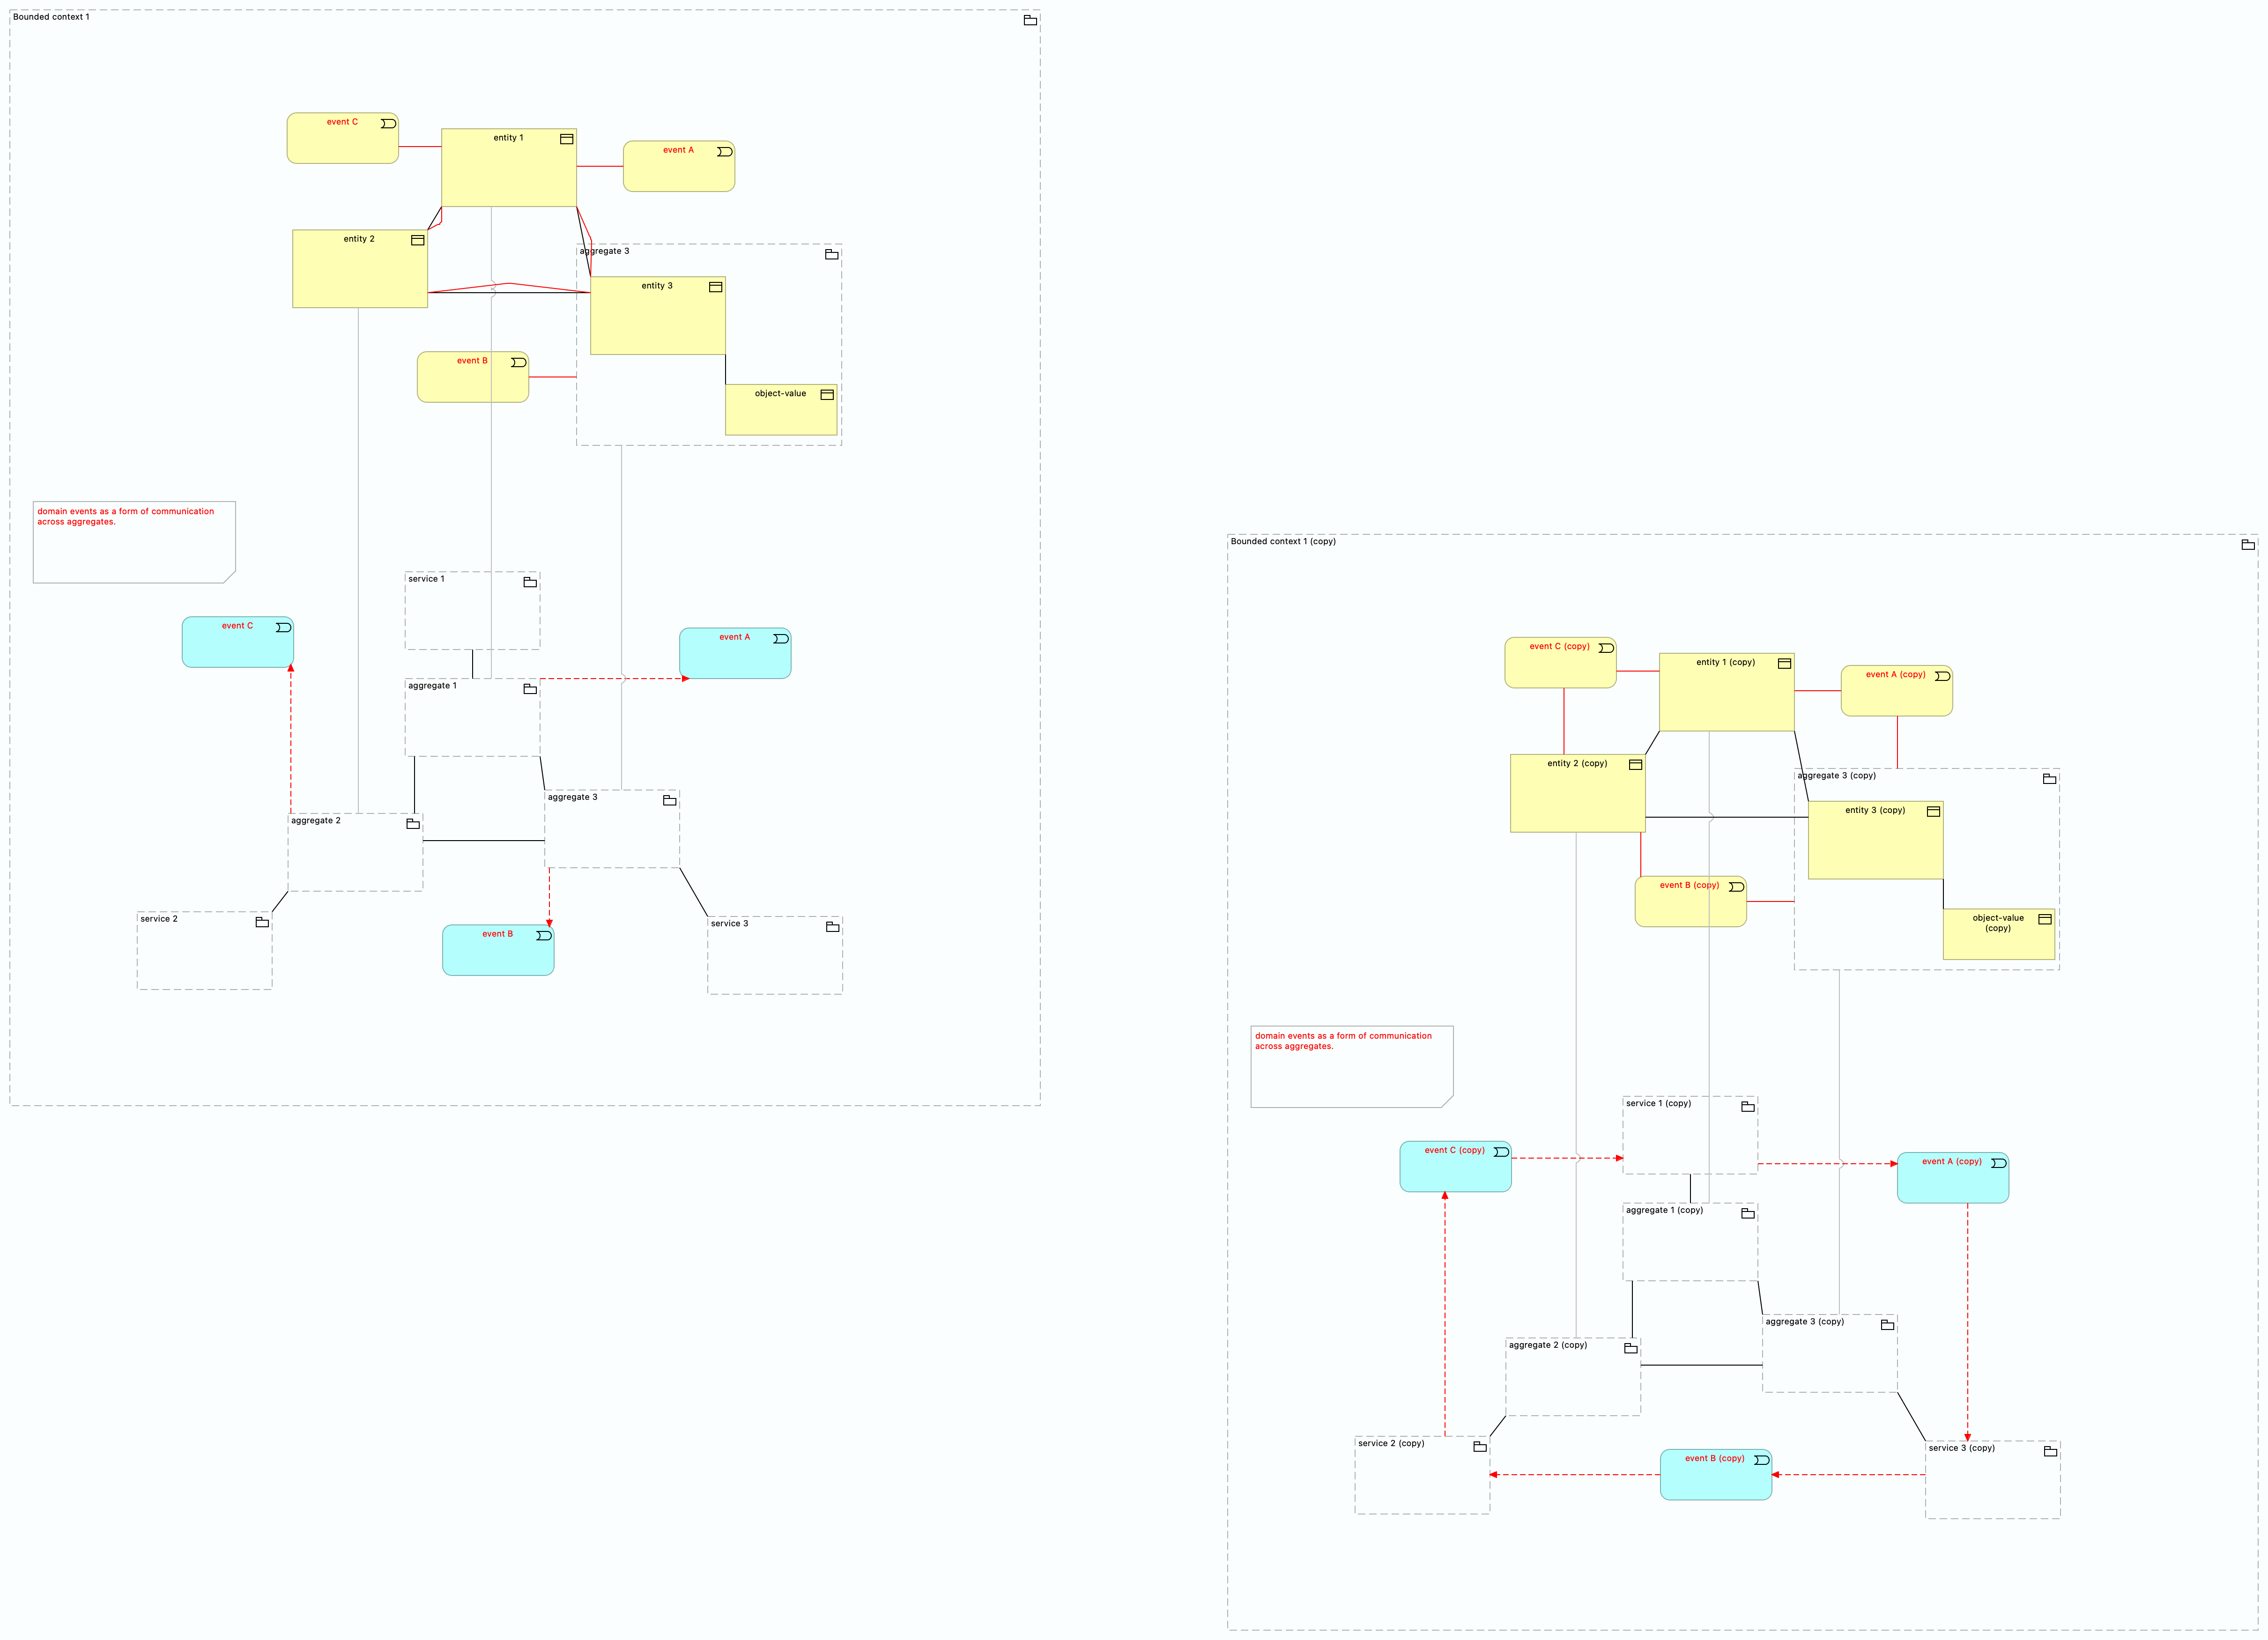 Bounded context 1
event C
entity 1
event A
entity 2
aggregate 3
entity 3
event B
object-value
domain events as a form of communication
across aggregates.
service 1
event C
event A
aggregate 1
aggregate 3
aggregate 2
service 2
service 3
event B
Bounded context 1 (copy)
event C (copy)
entity 1 (copy)
event A (copy)
entity 2 (copy)
aggregate 3 (copy)
entity 3 (copy)
event B (copy)
object-value
(copy)
domain events as a form of communication
across aggregates.
service 1 (copy)
event C (copy)
event A (copy)
aggregate 1 (copy)
aggregate 3 (copy)
aggregate 2 (copy)
service 2 (copy)
service 3 (copy)
event B (copy)